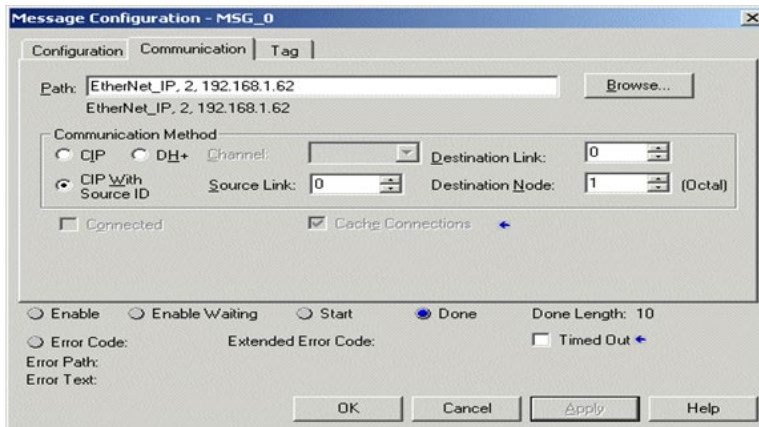 Message Configuration - MSG_0
Configuration Communication Tag
Path: EtherNet_IP, 2, 192.168.1.62 Browse...
EtherNet_IP, 2, 192.168.1.62
Communication Method
CIP DH+ Channel: Destination Link: 0
CIP With Source ID Source Link: 0 Destination Node: 1 (Octal)
Connected Cache Connections
Enable Enable Waiting Start Done Done Length: 10
Error Code: Extended Error Code: Timed Out
Error Path:
Error Text:
OK Cancel Apply Help